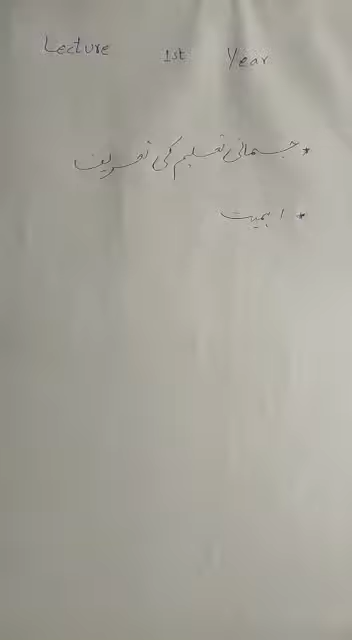 Lecture 1st Year
* جسمانی تعلیم کی تعریف
* اہمیت